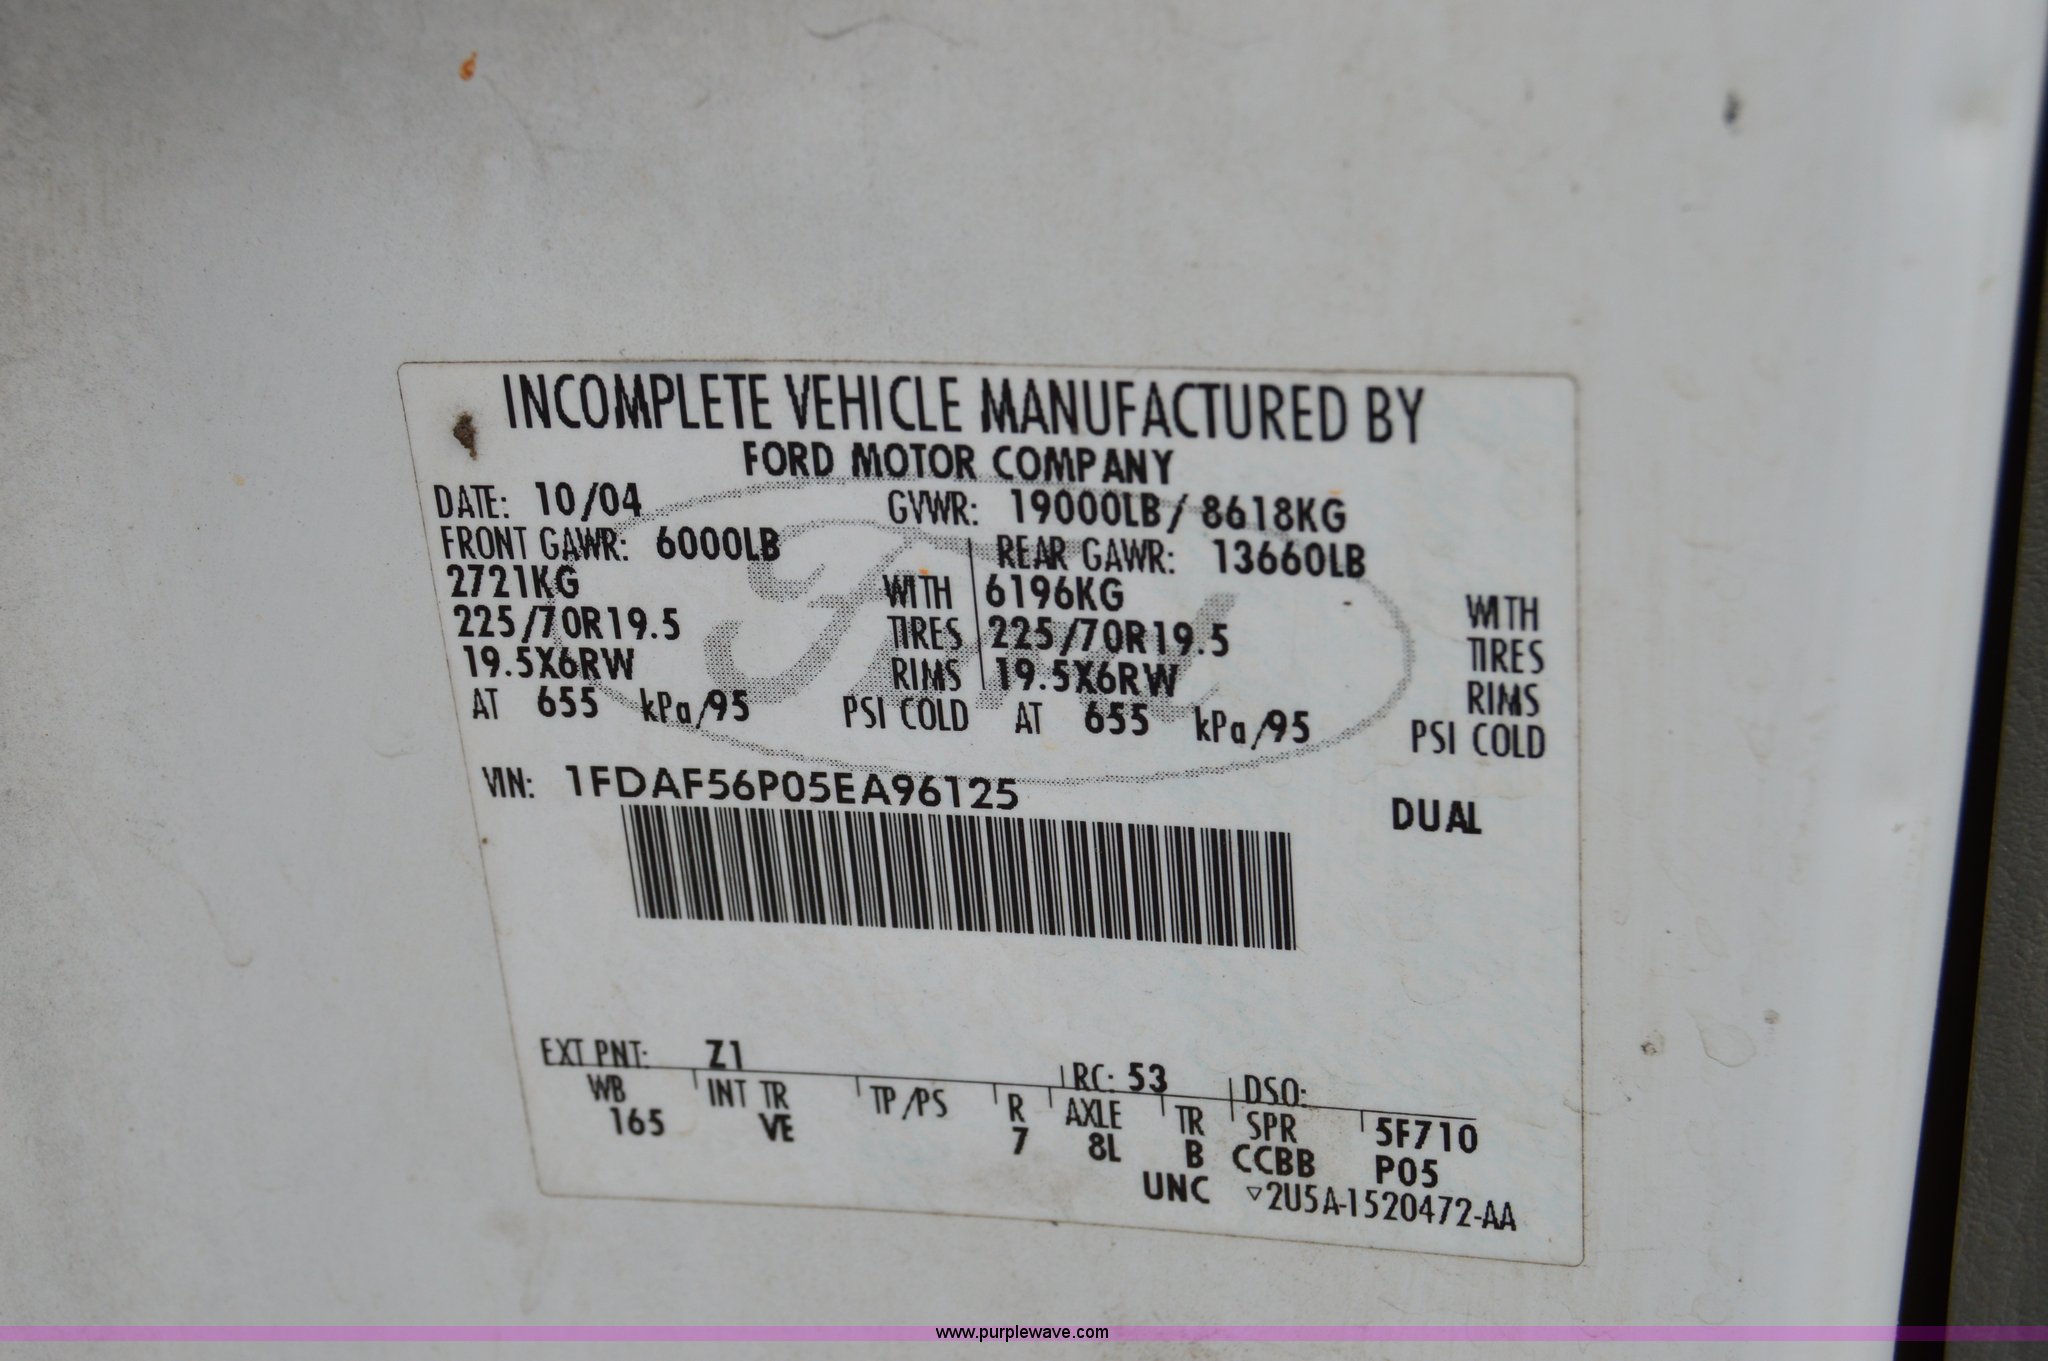 INCOMPLETE VEHICLE MANUFACTURED BY
FORD MOTOR COMPANY
DATE: 10/04 GVWR: 19000LB / 8618KG
FRONT GAWR: 6000LB REAR GAWR: 13660LB
2721KG WITH 6196KG WITH
225/70R19.5 TIRES 225/70R19.5 TIRES
19.5X6RW RIMS 19.5X6RW RIMS
AT 655 kPa/95 PSI COLD AT 655 kPa/95 PSI COLD
VIN: 1FDAF56P05EA96125
DUAL
EXT PNT: Z1 RC: 53 DSO:
WB INT TR TP/PS R AXLE TR SPR 5F710
165 VE 7 8L B CCBB P05
UNC ▿2U5A-1520472-AA
Ford
www.purplewave.com